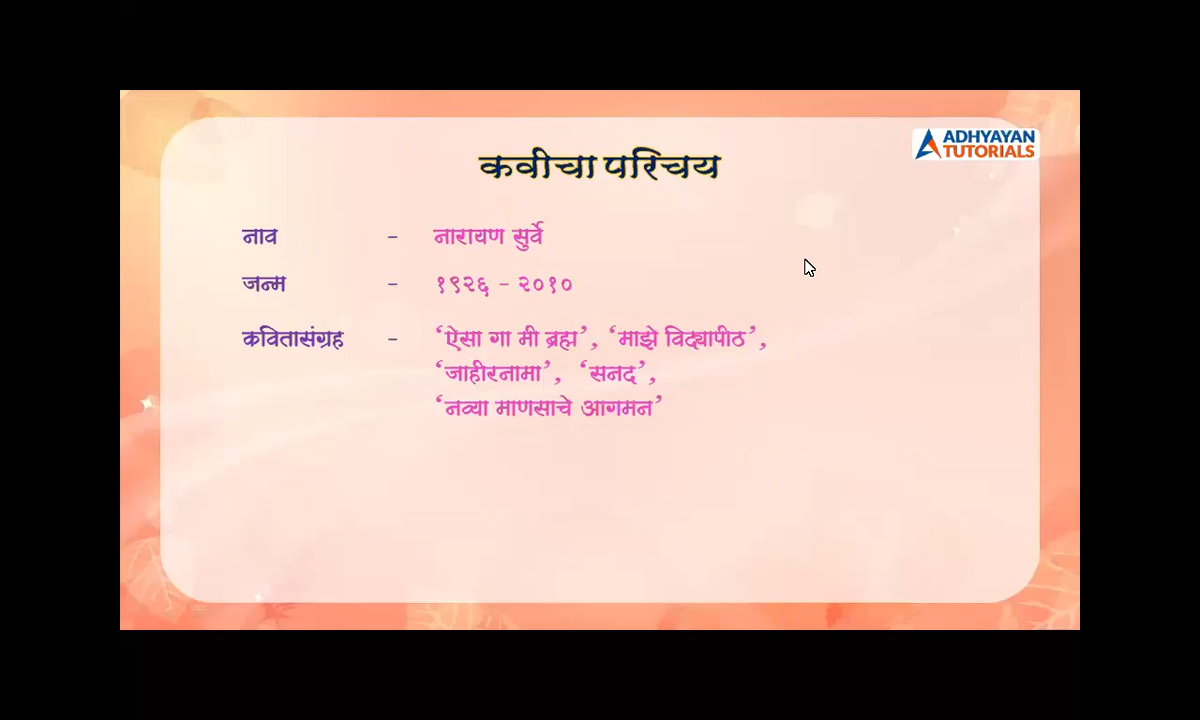 ADHYAYAN
TUTORIALS
कवीचा परिचय
नाव - नारायण सुर्वे
जन्म - १९२६ - २०१०
कवितासंग्रह - ‘ऐसा गा मी ब्रह्म’, ‘माझे विद्यापीठ’,
‘जाहीरनामा’, ‘सनद’,
‘नव्या माणसाचे आगमन’